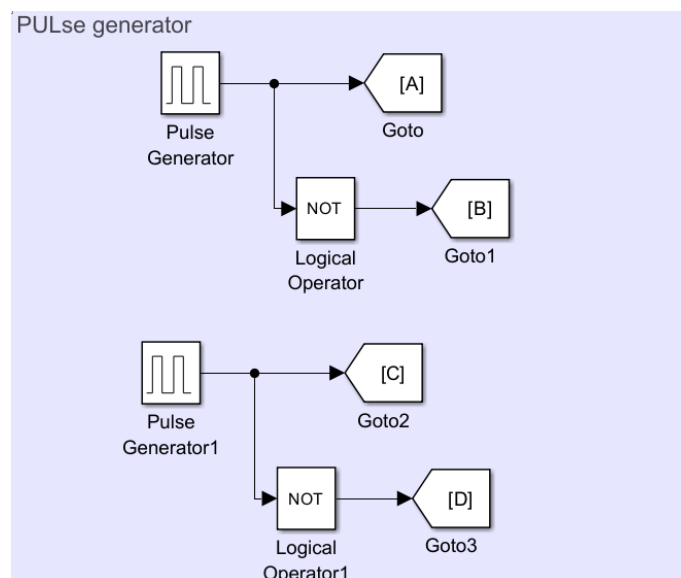 PULse generator
[A]
Pulse
Generator
Goto
NOT
[B]
Logical
Operator
Goto1
[C]
Pulse
Generator1
Goto2
NOT
[D]
Logical
Operator1
Goto3